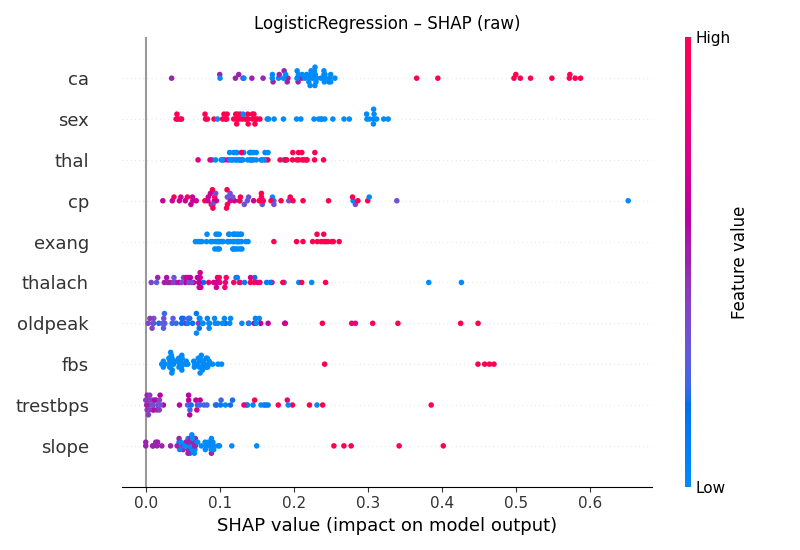 LogisticRegression – SHAP (raw)
High
ca
sex
thal
cp
exang
thalach
oldpeak
fbs
trestbps
slope
Feature value
Low
0.0 0.1 0.2 0.3 0.4 0.5 0.6
SHAP value (impact on model output)